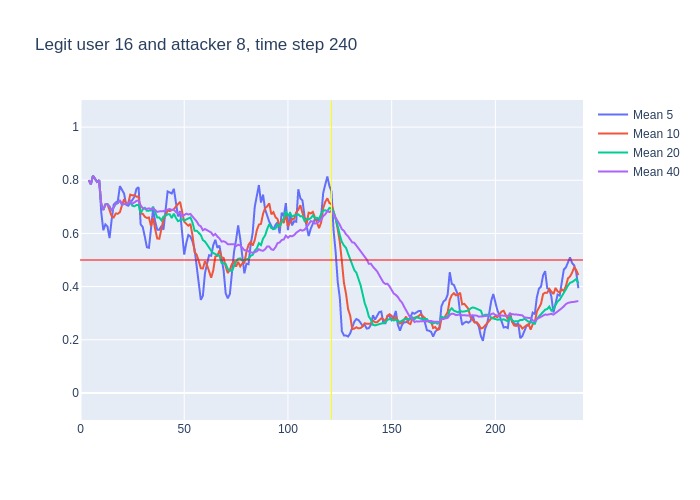 Legit user 16 and attacker 8, time step 240
Mean 5
Mean 10
Mean 20
Mean 40
1
0.8
0.6
0.4
0.2
0
0 50 100 150 200